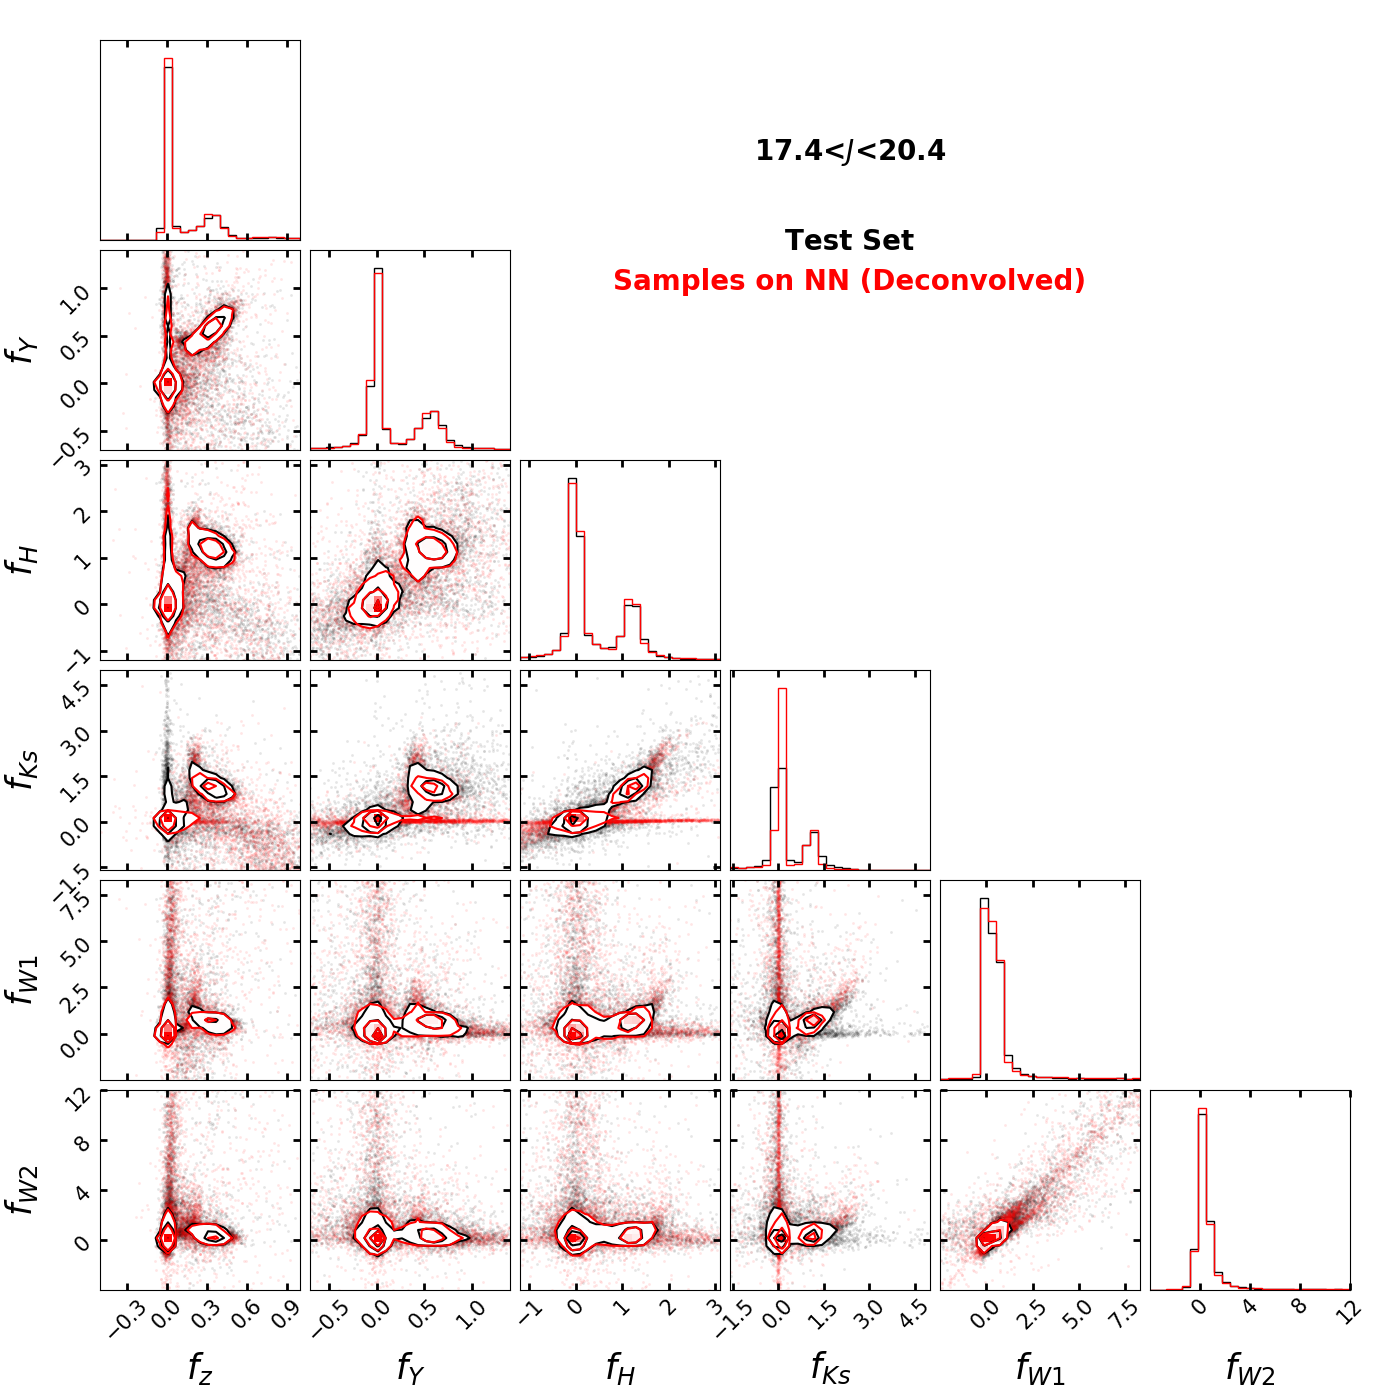 17.4<J<20.4
Test Set
Samples on NN (Deconvolved)
f_Y
1.0
0.5
0.0
−0.5
f_H
3
2
1
0
−1
f_Ks
4.5
3.0
1.5
0.0
−1.5
f_W1
7.5
5.0
2.5
0.0
f_W2
12
8
4
0
−0.3 0.0 0.3 0.6 0.9
−0.5 0.0 0.5 1.0
−1 0 1 2 3
−1.5 0.0 1.5 3.0 4.5
0.0 2.5 5.0 7.5
0 4 8 12
f_z f_Y f_H f_Ks f_W1 f_W2